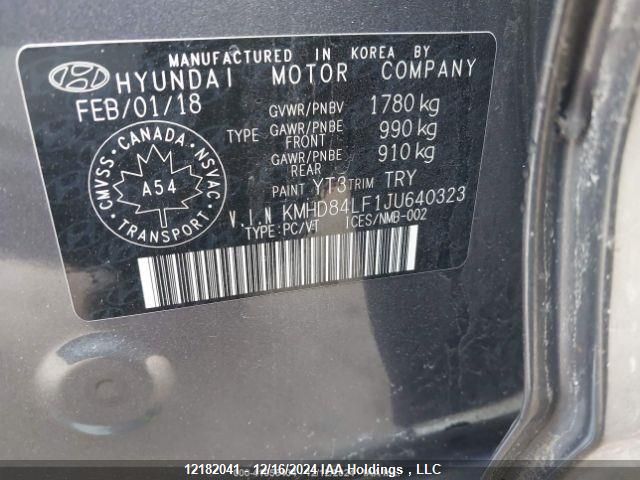 MANUFACTURED IN KOREA BY
HYUNDAI MOTOR COMPANY
FEB/01/18
GVWR/PNBV 1780 kg
TYPE GAWR/PNBE FRONT 990 kg
GAWR/PNBE REAR 910 kg
PAINT YT3 TRIM TRY
V.I.N KMHD84LF1JU640323
TYPE:PC/VT ICES/NMB-002
CANADA
CMVSS NSVAC
A54
TRANSPORT
12182041 - 12/16/2024 IAA Holdings , LLC